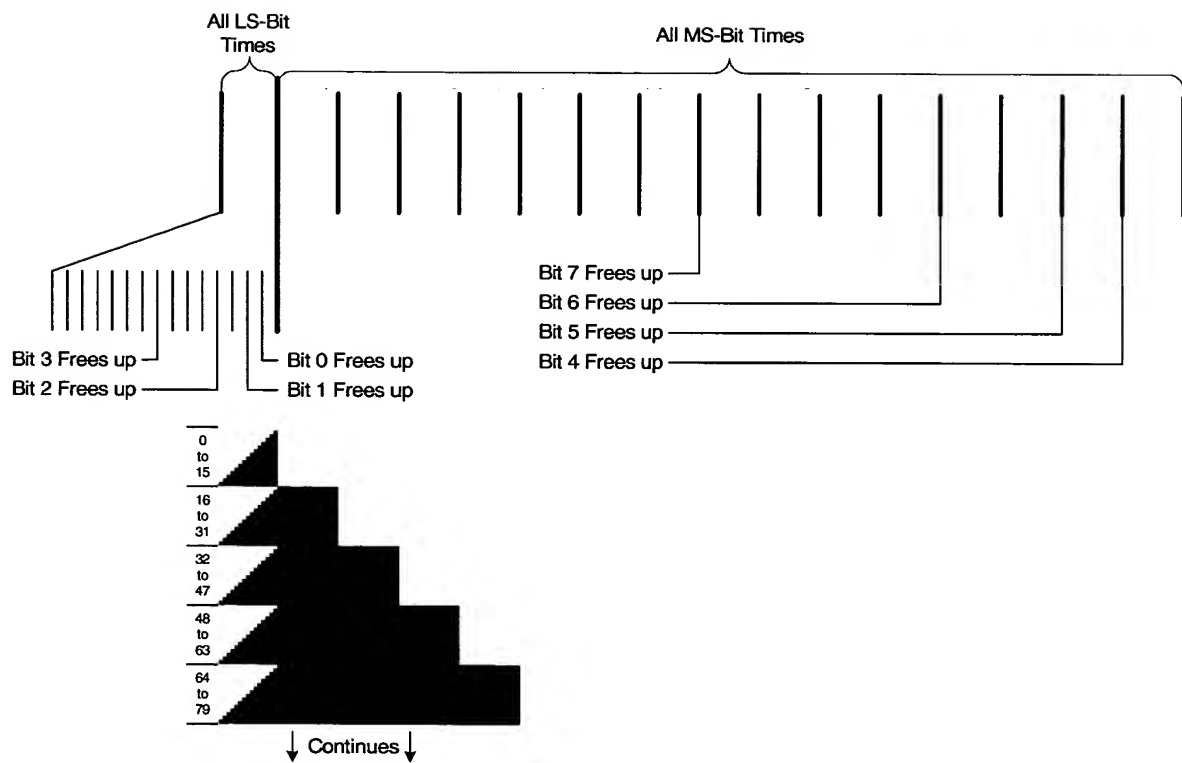 All LS-Bit
Times
All MS-Bit Times
Bit 7 Frees up
Bit 6 Frees up
Bit 5 Frees up
Bit 4 Frees up
Bit 3 Frees up
Bit 0 Frees up
Bit 2 Frees up
Bit 1 Frees up
0
to
15
16
to
31
32
to
47
48
to
63
64
to
79
Continues